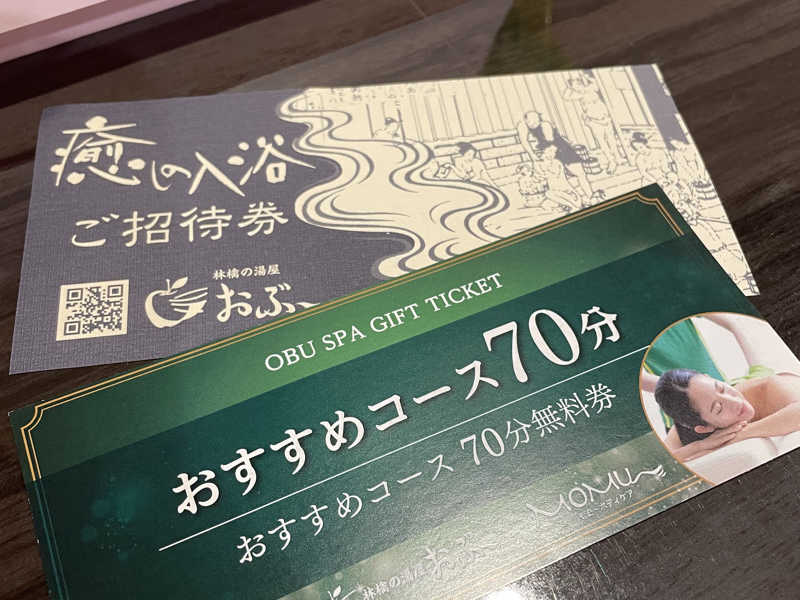 癒しの入浴
ご招待券
林檎の湯屋
おぶ～
OBU SPA GIFT TICKET
おすすめコース70分
おすすめコース 70分無料券
MOMU
林檎の湯屋 おぶ～